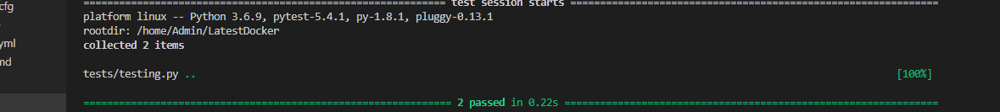 cfg
============================================================== test session starts ===============================================================
platform linux -- Python 3.6.9, pytest-5.4.1, py-1.8.1, pluggy-0.13.1
rootdir: /home/Admin/LatestDocker
yml
collected 2 items
md
tests/testing.py .. [100%]
================================================================ 2 passed in 0.22s ================================================================